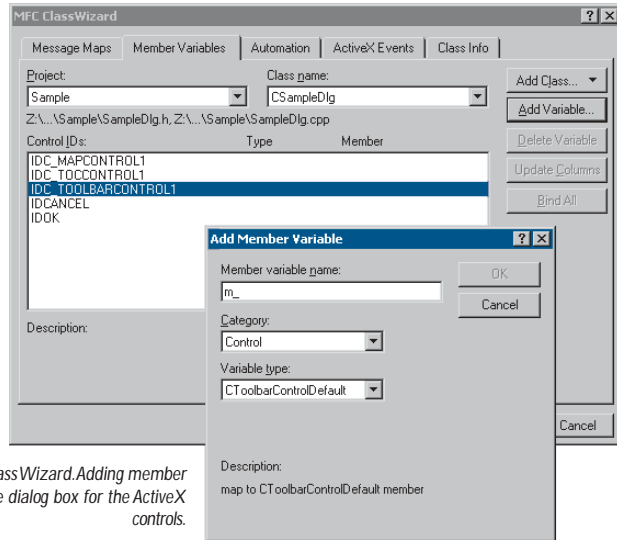 MFC ClassWizard
Message Maps Member Variables Automation ActiveX Events Class Info
Project: Class name:
Sample CSampleDlg
Add Class...
Add Variable...
Z:\...\Sample\SampleDlg.h, Z:\...\Sample\SampleDlg.cpp
Control IDs: Type Member
Delete Variable
Update Columns
Bind All
IDC_MAPCONTROL1
IDC_TOCCONTROL1
IDC_TOOLBARCONTROL1
IDCANCEL
IDOK
Description:
Cancel
Add Member Variable
Member variable name:
m_
OK
Cancel
Category:
Control
Variable type:
CToolbarControlDefault
Description:
map to CToolbarControlDefault member
assWizard.Adding member
e dialog box for the ActiveX
controls.